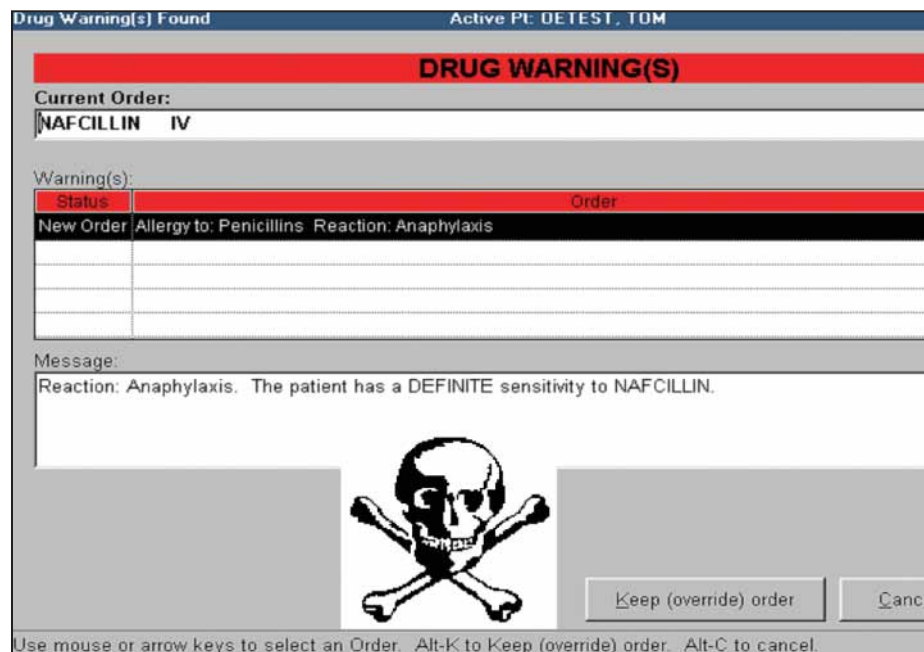 Drug Warning(s) Found Active Pt: OETEST, TOM
DRUG WARNING(S)
Current Order:
NAFCILLIN IV
Warning(s):
Status Order
New Order Allergy to: Penicillins Reaction: Anaphylaxis
Message:
Reaction: Anaphylaxis. The patient has a DEFINITE sensitivity to NAFCILLIN.
Keep (override) order Canc
Use mouse or arrow keys to select an Order. Alt-K to Keep (override) order. Alt-C to cancel.